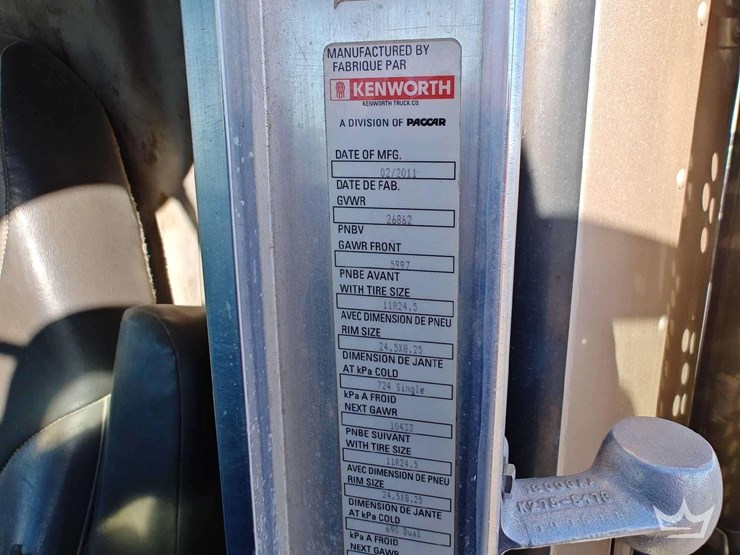 MANUFACTURED BY
FABRIQUE PAR
KENWORTH
KENWORTH TRUCK CO
A DIVISION OF PACCAR
DATE OF MFG.
02/2011
DATE DE FAB.
GVWR
26862
PNBV
GAWR FRONT
5997
PNBE AVANT
WITH TIRE SIZE
11R24.5
AVEC DIMENSION DE PNEU
RIM SIZE
24.5X8.25
DIMENSION DE JANTE
AT kPa COLD
724 Single
kPa A FROID
NEXT GAWR
10433
PNBE SUIVANT
WITH TIRE SIZE
11R24.5
AVEC DIMENSION DE PNEU
RIM SIZE
24.5X8.25
DIMENSION DE JANTE
AT kPa COLD
690 Dual
kPa A FROID
NEXT GAWR